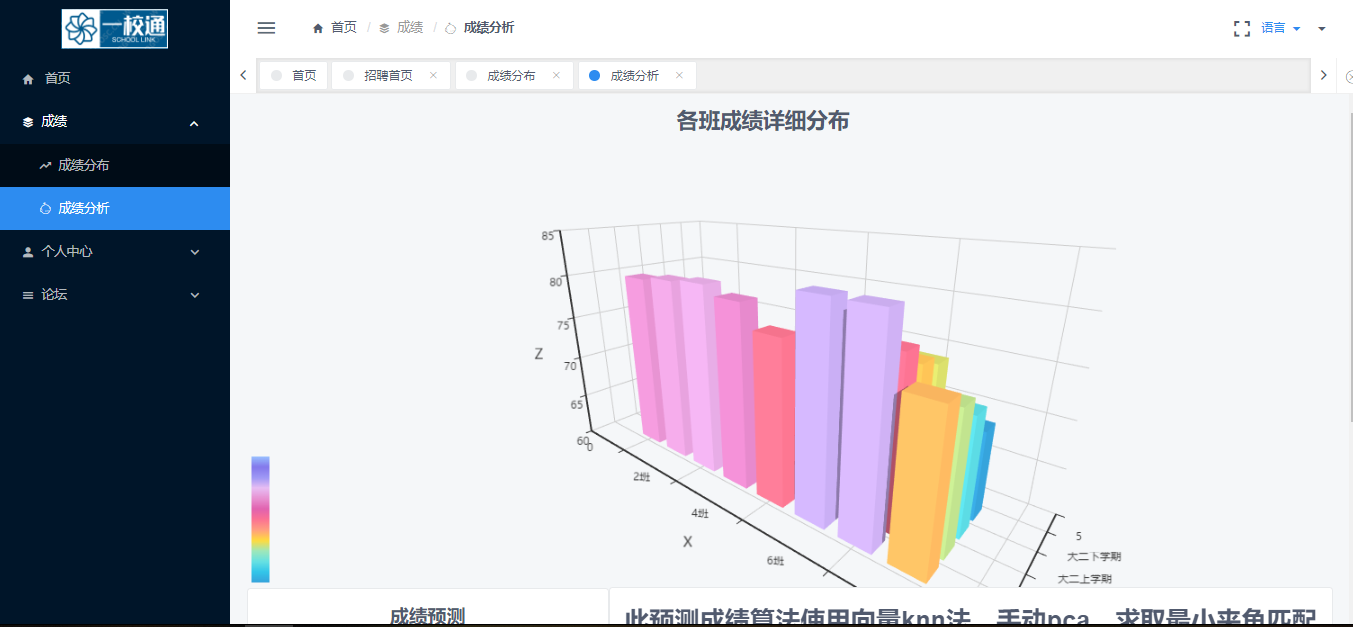 一校通
SCHOOL LINK
首页
成绩
成绩分布
成绩分析
个人中心
论坛
首页 / 成绩 / 成绩分析
语言
首页 招聘首页 成绩分布 成绩分析
各班成绩详细分布
85
80
75
70
65
60
Z
0
2班
4班
6班
X
5
大二下学期
大二上学期
成绩预测
此预测成绩算法使用向量knn法、手动pca、求取最小夹角匹配